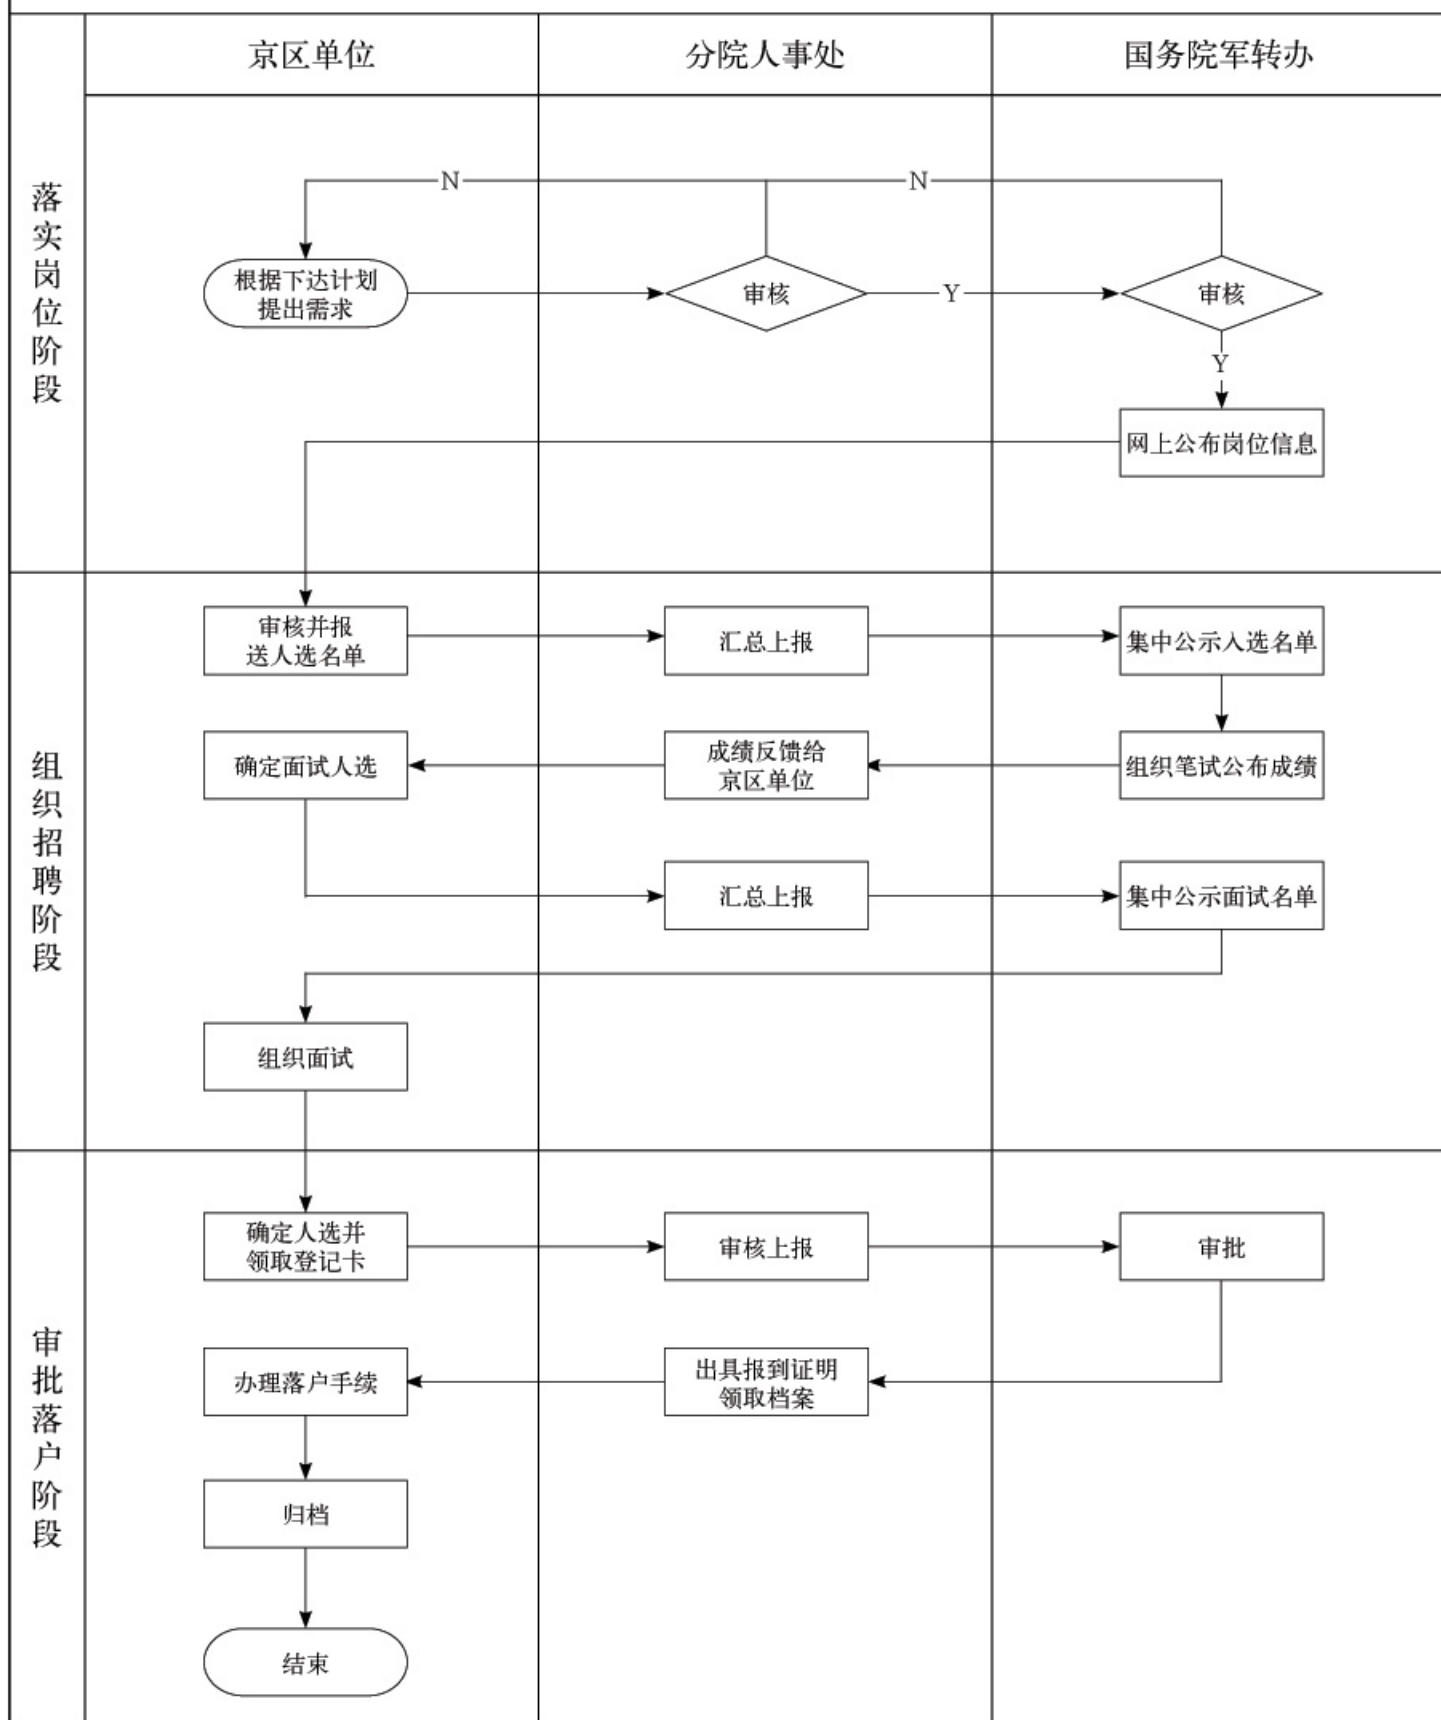 京区单位
分院人事处
国务院军转办
落实岗位阶段
N
N
根据下达计划
提出需求
审核
Y
审核
Y
网上公布岗位信息
组织招聘阶段
审核并报
送人选名单
汇总上报
集中公示入选名单
确定面试人选
成绩反馈给
京区单位
组织笔试公布成绩
汇总上报
集中公示面试名单
组织面试
审批落户阶段
确定人选并
领取登记卡
审核上报
审批
办理落户手续
出具报到证明
领取档案
归档
结束